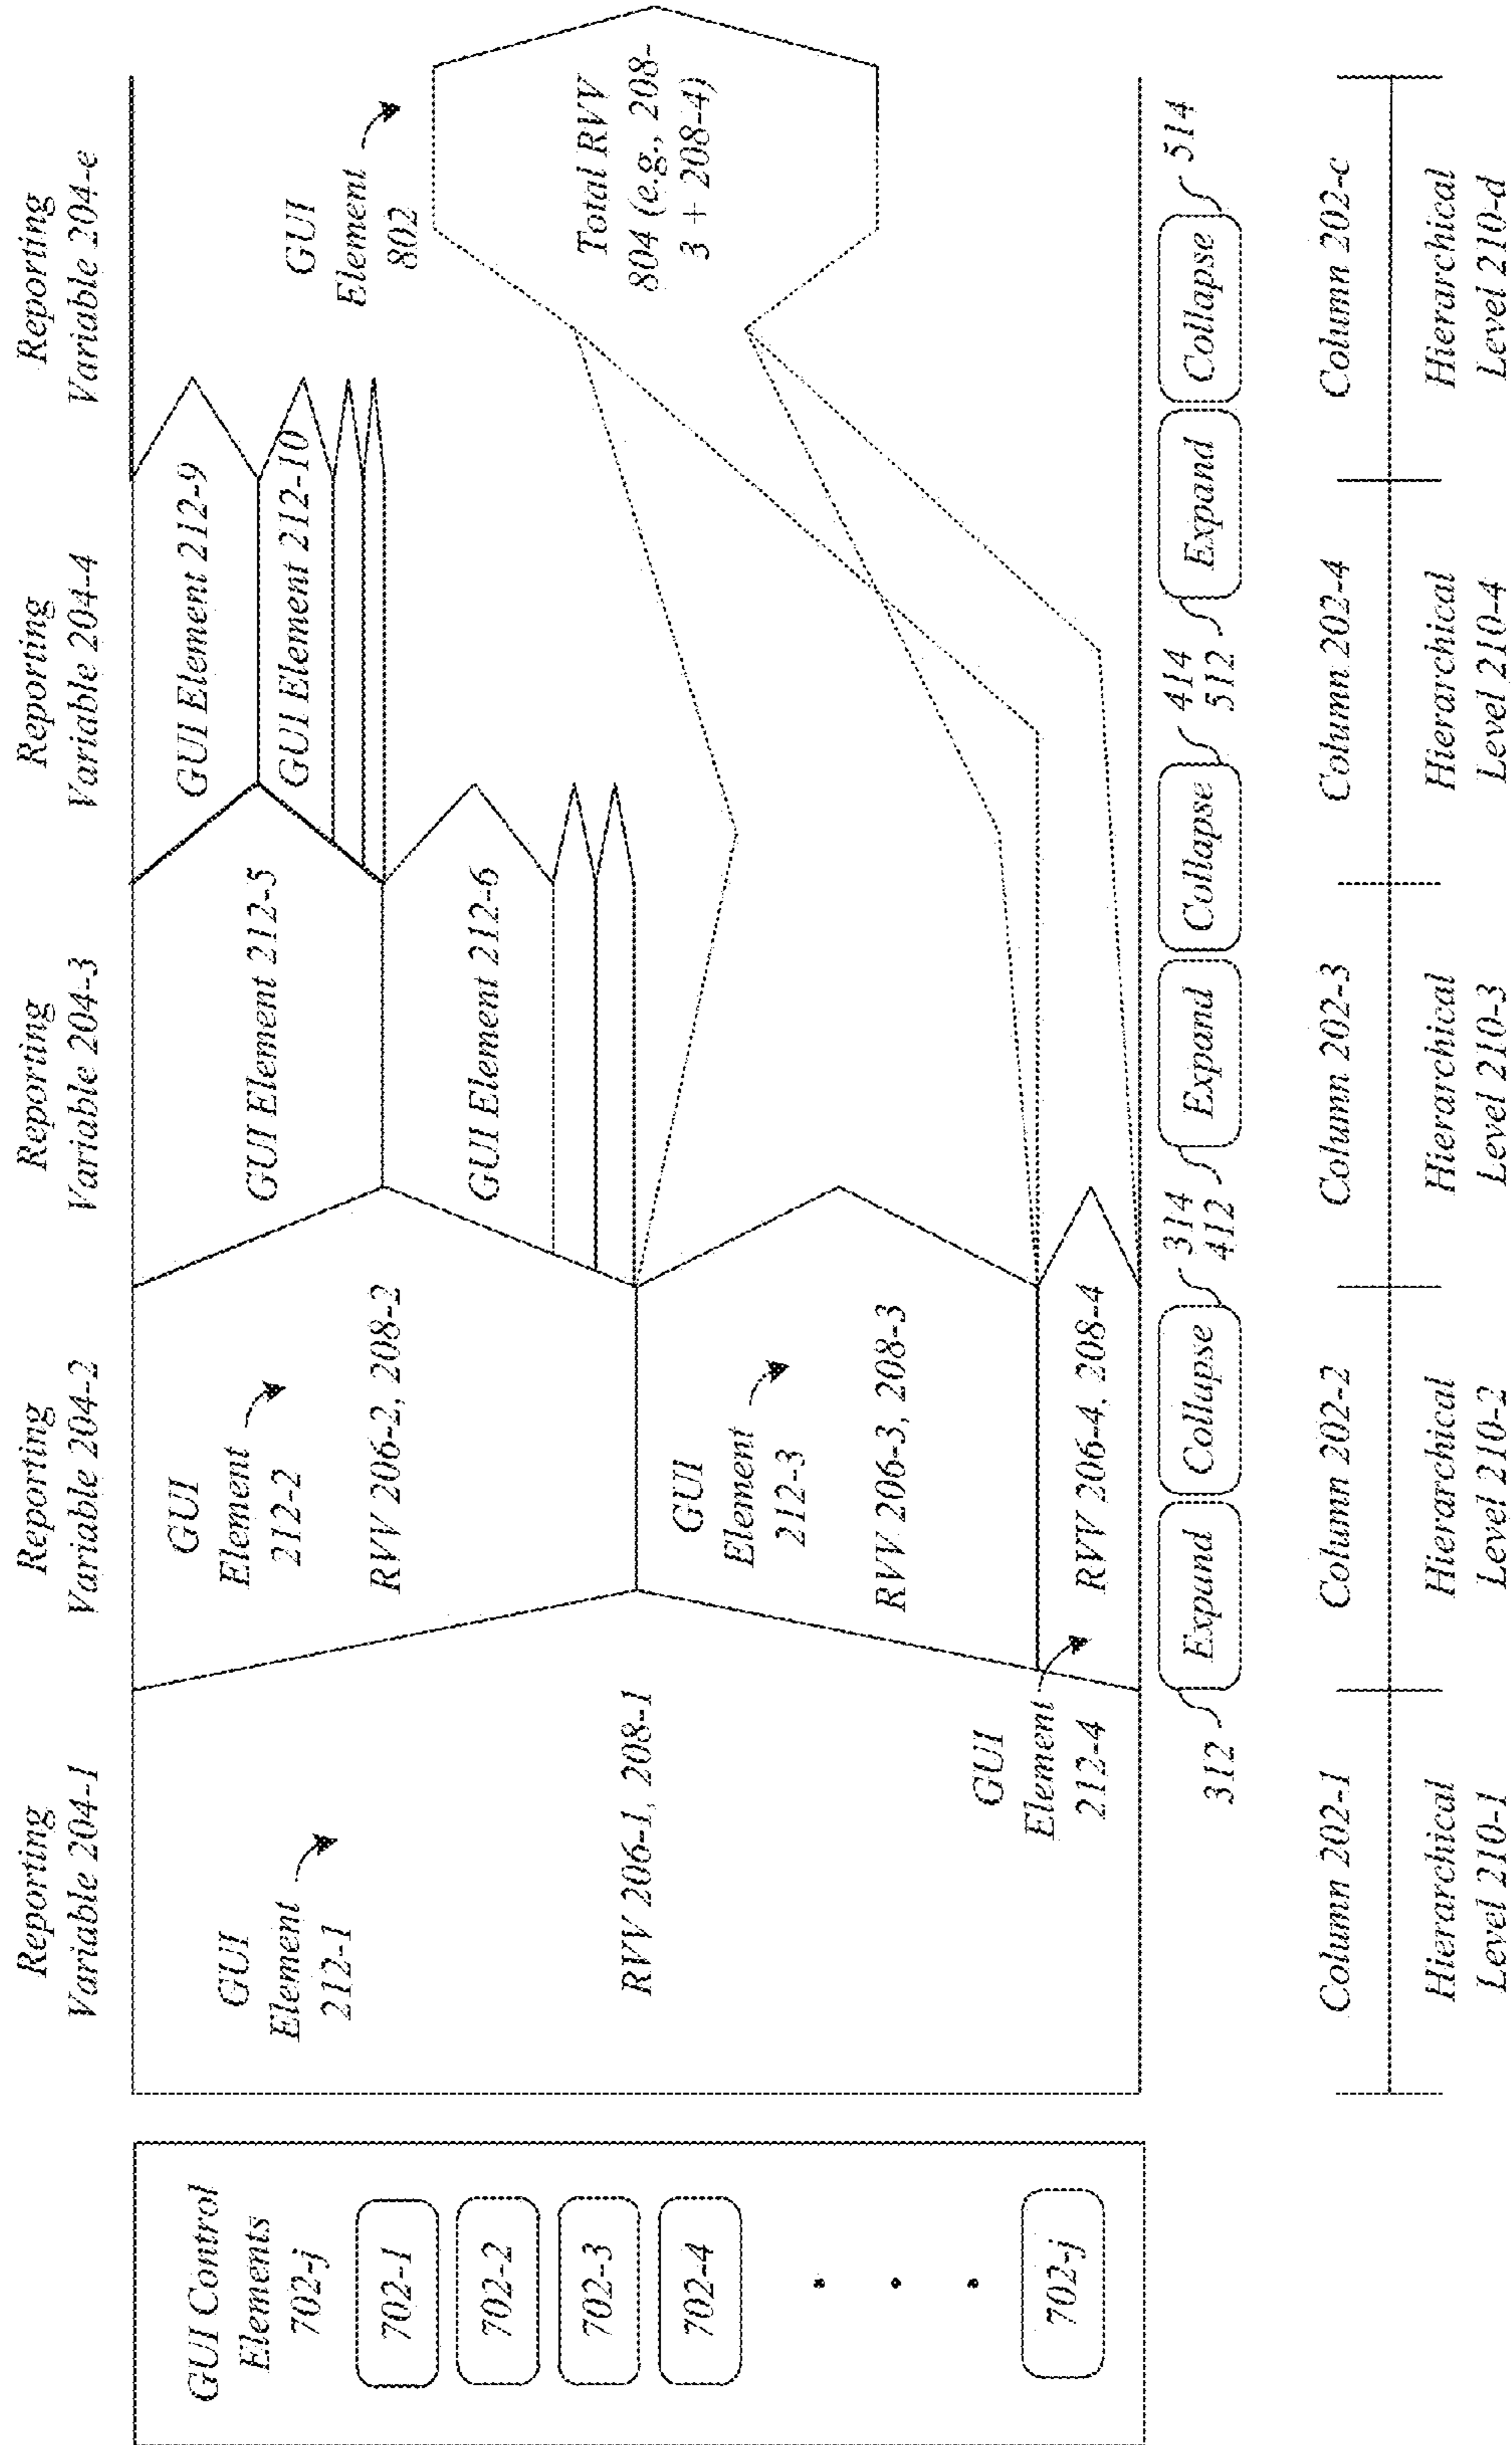 Reporting
Variable 204-1
Reporting
Variable 204-2
Reporting
Variable 204-3
Reporting
Variable 204-4
Reporting
Variable 204-e
GUI Control
Elements
702-j
702-1
702-2
702-3
702-4
702-j
GUI
Element
212-1
RVV 206-1, 208-1
GUI
Element
212-2
RVV 206-2, 208-2
GUI
Element
212-3
RVV 206-3, 208-3
GUI
Element
212-4
RVV 206-4, 208-4
GUI Element 212-5
GUI Element 212-6
GUI Element 212-9
GUI Element 212-10
GUI
Element
802
Total RVV
804 (e.g., 208-
3 + 208-4)
312
Expand
Collapse
314
412
Expand
Collapse
414
512
Expand
Collapse
514
Column 202-1
Column 202-2
Column 202-3
Column 202-4
Column 202-c
Hierarchical
Level 210-1
Hierarchical
Level 210-2
Hierarchical
Level 210-3
Hierarchical
Level 210-4
Hierarchical
Level 210-d